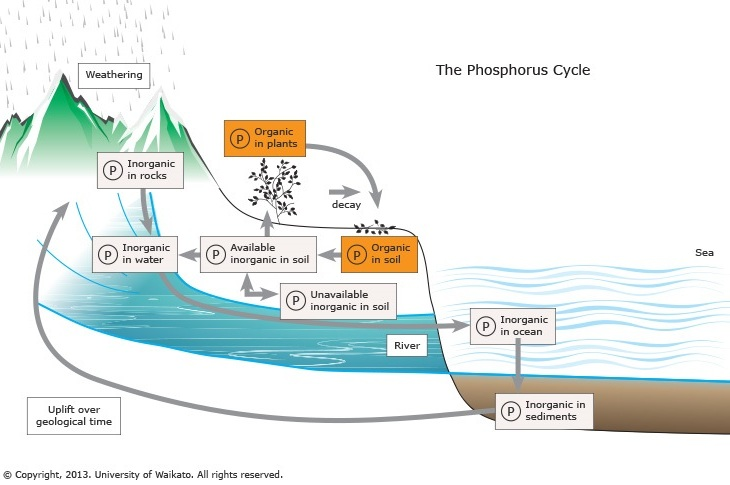 The Phosphorus Cycle
Weathering
P Organic
in plants
P Inorganic
in rocks
decay
P Inorganic
in water
P Available
inorganic in soil
P Organic
in soil
Sea
P Unavailable
inorganic in soil
P Inorganic
in ocean
River
P Inorganic in
sediments
Uplift over
geological time
© Copyright, 2013. University of Waikato. All rights reserved.